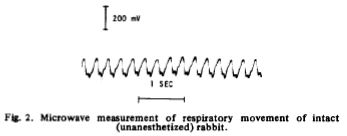 200 mV
1 SEC
Fig. 2. Microwave measurement of respiratory movement of intact
(unanesthetized) rabbit.